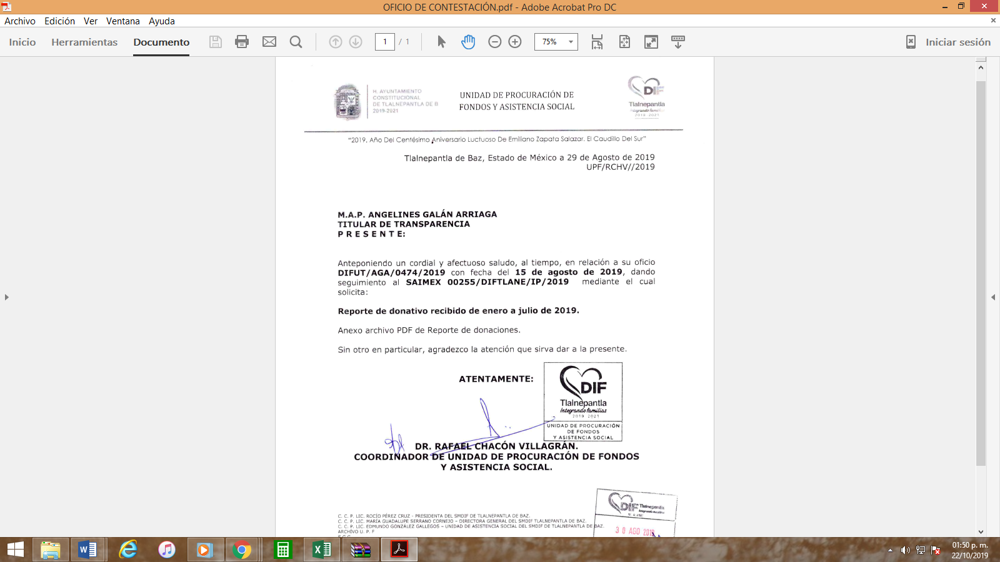 OFICIO DE CONTESTACIÓN.pdf - Adobe Acrobat Pro DC
Archivo Edición Ver Ventana Ayuda
Inicio Herramientas Documento 1 / 1 75% Iniciar sesión
H. AYUNTAMIENTO
CONSTITUCIONAL
DE TLALNEPANTLA DE B
2019-2021
UNIDAD DE PROCURACIÓN DE
FONDOS Y ASISTENCIA SOCIAL
DIF
Tlalnepantla
Integrando familias
2019 2021
"2019. Año Del Centésimo Aniversario Luctuoso De Emiliano Zapata Salazar. El Caudillo Del Sur"
Tlalnepantla de Baz, Estado de México a 29 de Agosto de 2019
UPF/RCHV//2019
M.A.P. ANGELINES GALÁN ARRIAGA
TITULAR DE TRANSPARENCIA
P R E S E N T E:
Anteponiendo un cordial y afectuoso saludo, al tiempo, en relación a su oficio
DIFUT/AGA/0474/2019 con fecha del 15 de agosto de 2019, dando
seguimiento al SAIMEX 00255/DIFTLANE/IP/2019 mediante el cual
solicita:
Reporte de donativo recibido de enero a julio de 2019.
Anexo archivo PDF de Reporte de donaciones.
Sin otro en particular, agradezco la atención que sirva dar a la presente.
ATENTAMENTE:
DIF
Tlalnepantla
Integrando familias
2019 2021
UNIDAD DE PROCURACIÓN
DE FONDOS
Y ASISTENCIA SOCIAL
DR. RAFAEL CHACÓN VILLAGRÁN.
COORDINADOR DE UNIDAD DE PROCURACIÓN DE FONDOS
Y ASISTENCIA SOCIAL.
DIF Tlalnepantla
C. C. P. LIC. ROCÍO PÉREZ CRUZ - PRESIDENTA DEL SMDIF DE TLALNEPANTLA DE BAZ.
C. C. P. LIC. MARÍA GUADALUPE SERRANO CORNEJO – DIRECTORA GENERAL DEL SMDIF TLALNEPANTLA DE BAZ.
C. C. P. LIC. EDMUNDO GONZÁLEZ GALLEGOS – UNIDAD DE ASISTENCIA SOCIAL DEL SMDIF DE TLALNEPANTLA DE BAZ.
ARCHÍVO U. P. F
30 AGO 2019
01:50 p. m.
22/10/2019